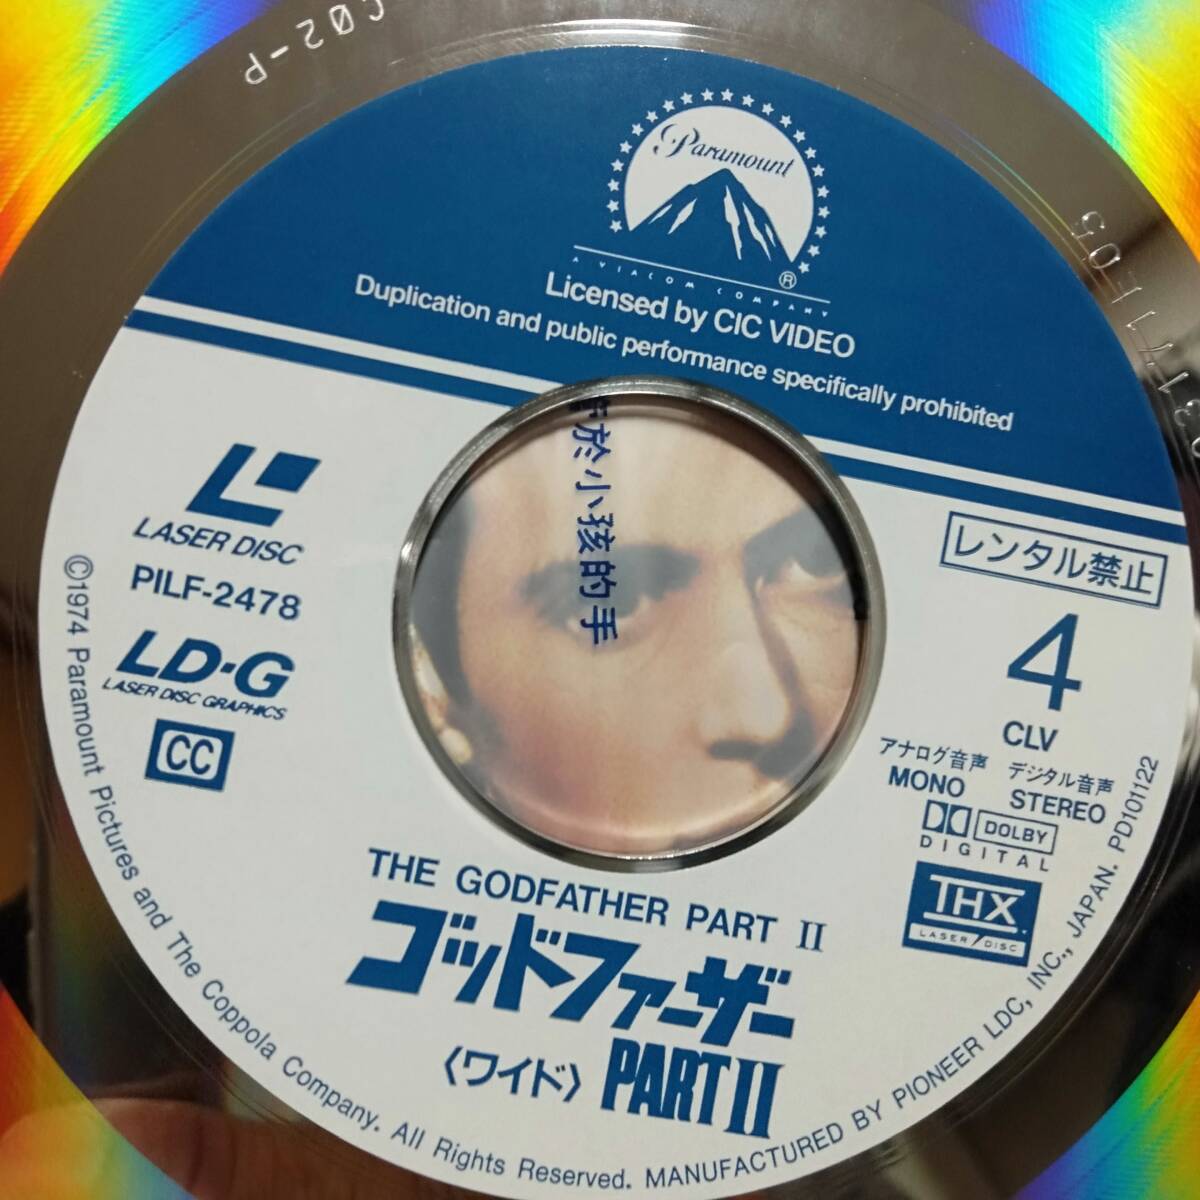 C02-P
Paramount
®
A VIACOM COMPANY
Licensed by CIC VIDEO
Duplication and public performance specifically prohibited
於小孩的手
LASER DISC
PILF-2478
LD-G
LASER DISC GRAPHICS
CC
レンタル禁止
4
CLV
アナログ音声 デジタル音声
MONO STEREO
DOLBY
DIGITAL
THX
LASER DISC
THE GODFATHER PART II
ゴッドファーザー
〈ワイド〉 PART II
©1974 Paramount Pictures and The Coppola Company. All Rights Reserved. MANUFACTURED BY PIONEER LDC, INC., JAPAN. PD101122